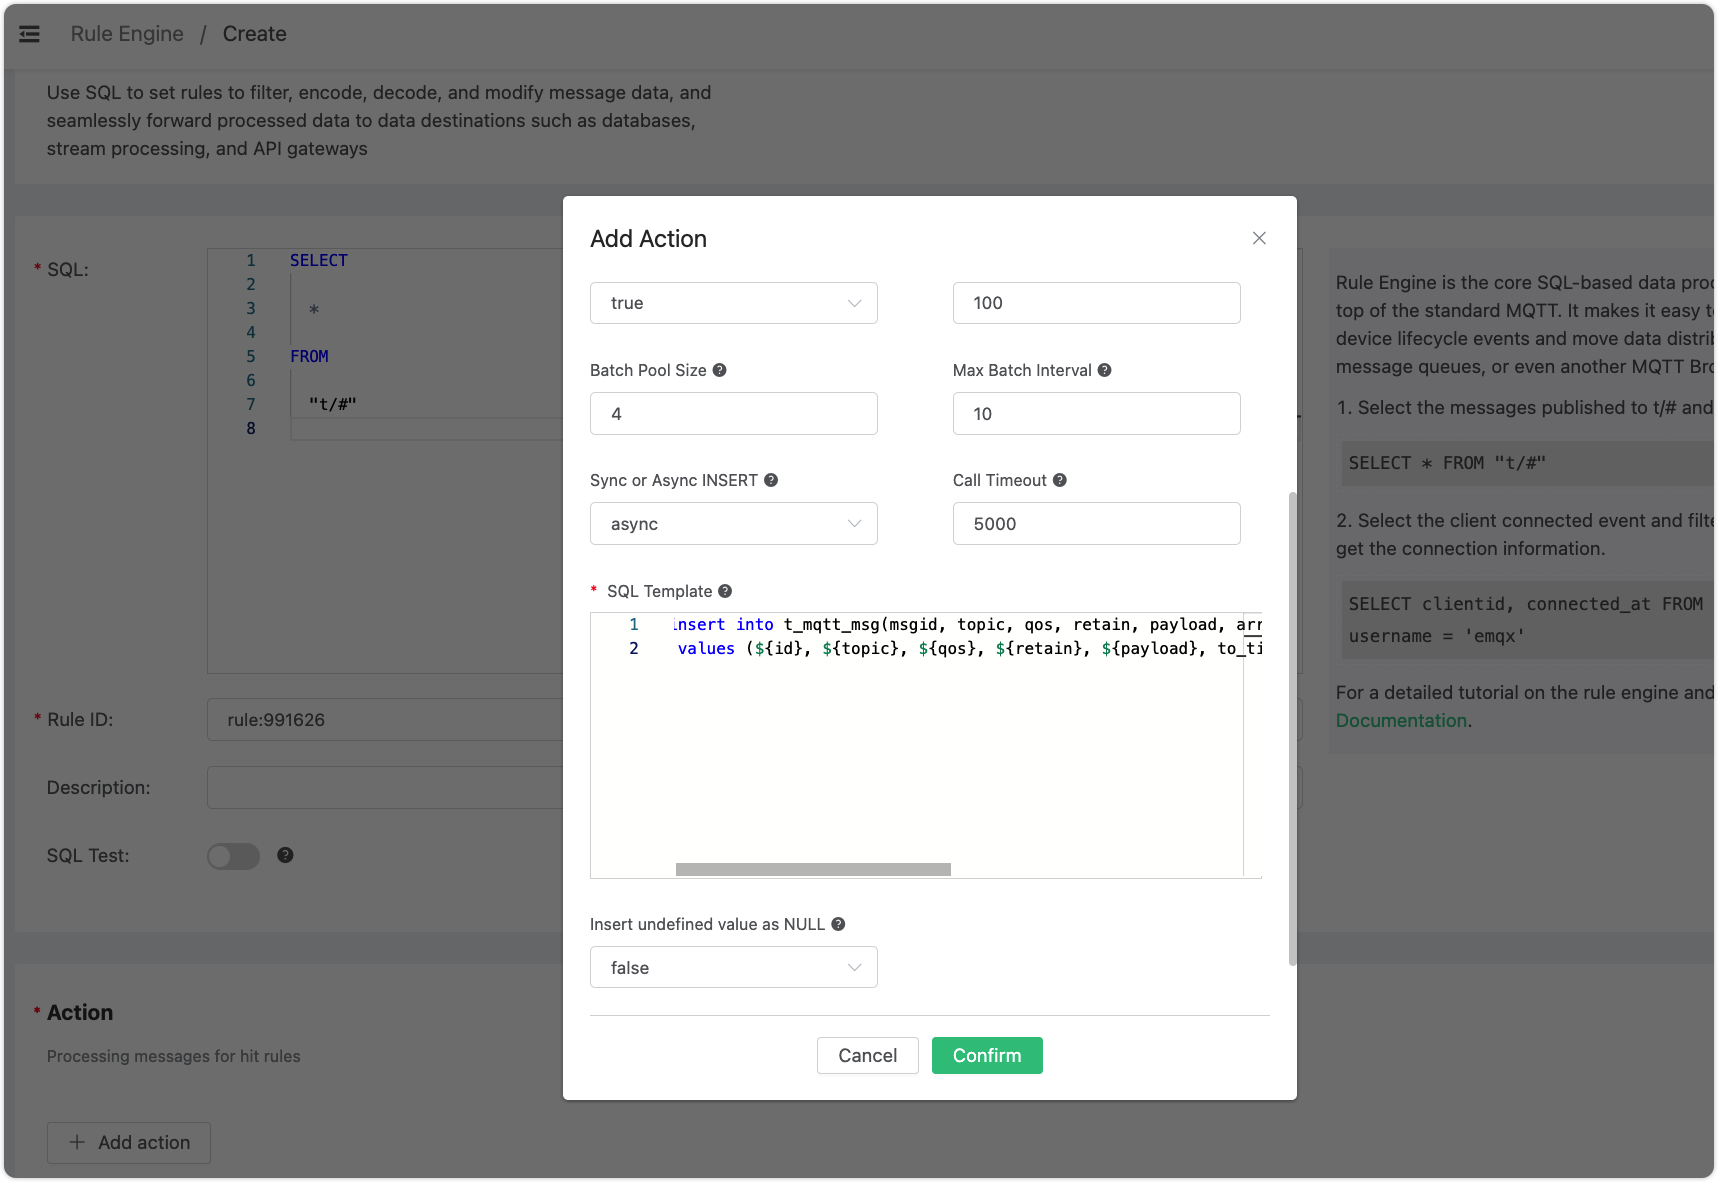 Rule Engine / Create
Use SQL to set rules to filter, encode, decode, and modify message data, and
seamlessly forward processed data to data destinations such as databases,
stream processing, and API gateways
* SQL:
1 SELECT
2
3 *
4
5 FROM
6
7 "t/#"
8
* Rule ID:
rule:991626
Description:
SQL Test:
* Action
Processing messages for hit rules
+ Add action
Add Action
true
100
Batch Pool Size
Max Batch Interval
4
10
Sync or Async INSERT
Call Timeout
async
5000
* SQL Template
1 insert into t_mqtt_msg(msgid, topic, qos, retain, payload, arr
2 values (${id}, ${topic}, ${qos}, ${retain}, ${payload}, to_ti
Insert undefined value as NULL
false
Cancel
Confirm
Rule Engine is the core SQL-based data
top of the standard MQTT. It makes it easy
device lifecycle events and move data
message queues, or even another MQTT
1. Select the messages published to t/# and
SELECT * FROM "t/#"
2. Select the client connected event and
get the connection information.
SELECT clientid, connected_at FROM
username = 'emqx'
For a detailed tutorial on the rule engine and
Documentation.